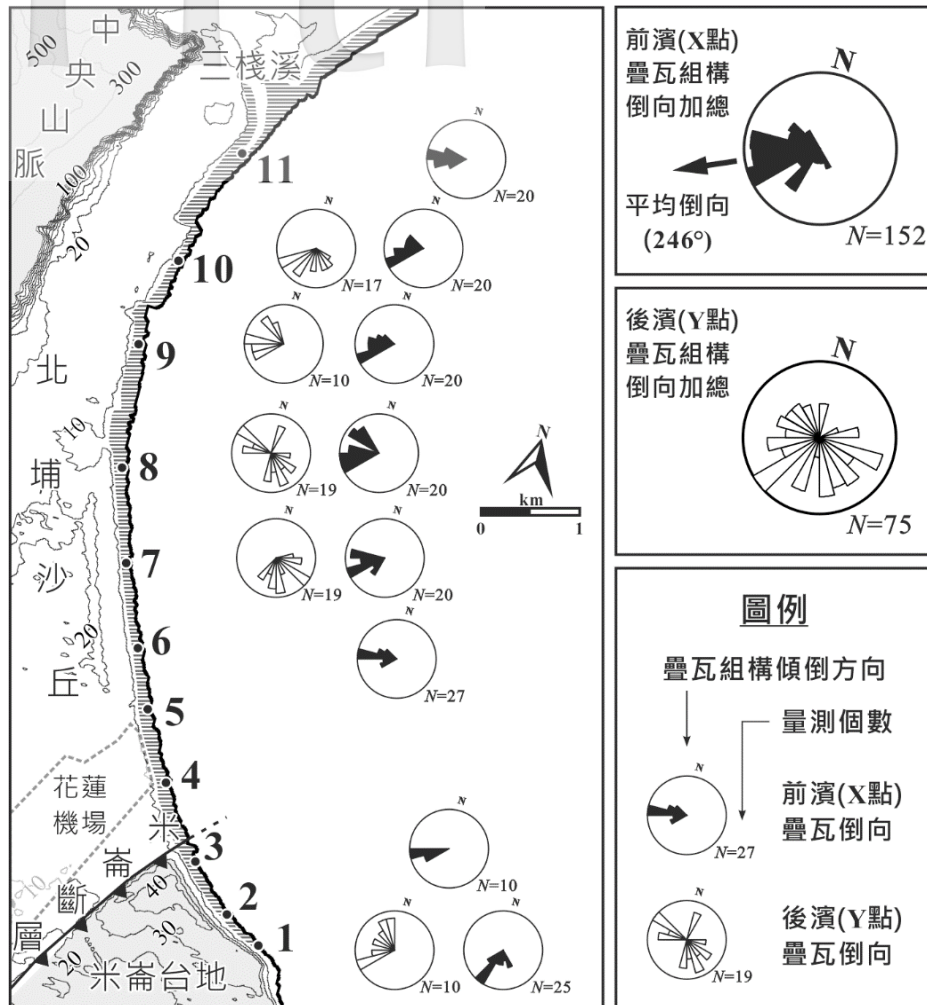 中
央
山
脈
500
300
100
20
三棧溪
11
10
9
8
7
6
5
4
3
2
1
北
埔
沙
丘
10
20
花蓮
機場
10
米
崙
斷
層
40
30
20
米崙台地
N
N=20
N
N=17
N
N=20
N
N=10
N
N=20
N
N=19
N
N=20
N
N=19
N
N=20
N
N=27
N
N=10
N
N=10
N
N=25
N
km
0 1
前濱(X點)
疊瓦組構
倒向加總
N
平均倒向
(246°)
N=152
後濱(Y點)
疊瓦組構
倒向加總
N
N=75
圖例
疊瓦組構傾倒方向
量測個數
N
N=27
前濱(X點)
疊瓦倒向
N
N=19
後濱(Y點)
疊瓦倒向